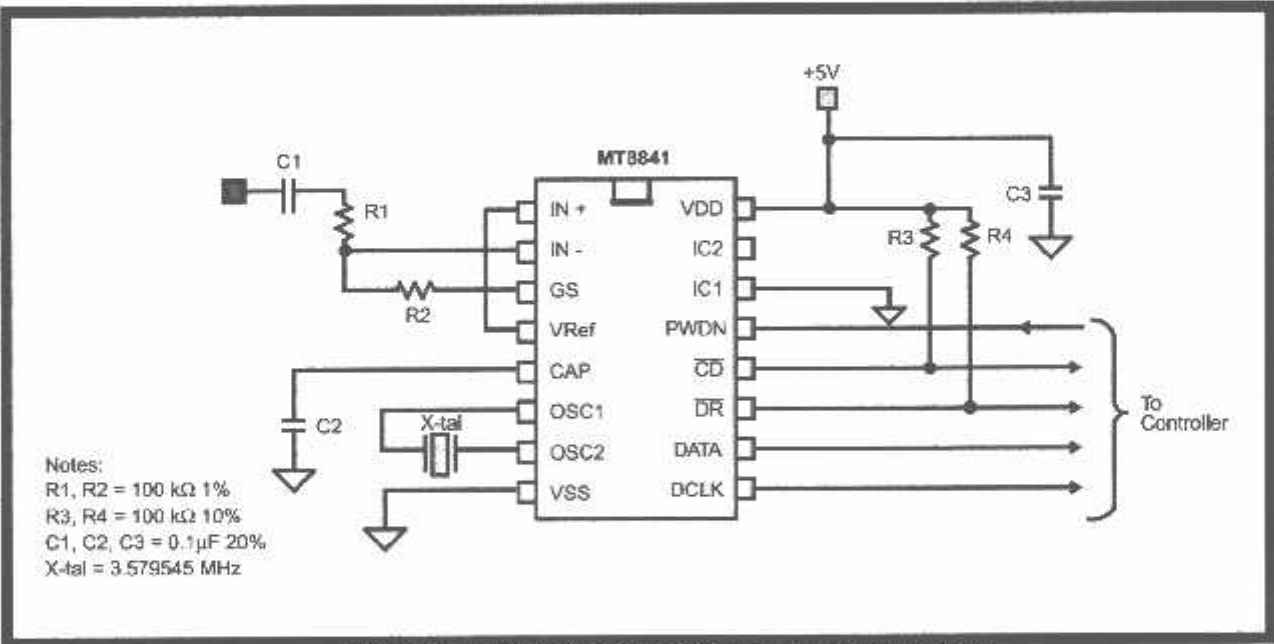 +5V
MT8841
C1
R1
R2
C2
X-tal
IN +
IN -
GS
VRef
CAP
OSC1
OSC2
VSS
VDD
IC2
IC1
PWDN
CD
DR
DATA
DCLK
R3
R4
C3
To
Controller
Notes:
R1, R2 = 100 kΩ 1%
R3, R4 = 100 kΩ 10%
C1, C2, C3 = 0.1µF 20%
X-tal = 3.579545 MHz